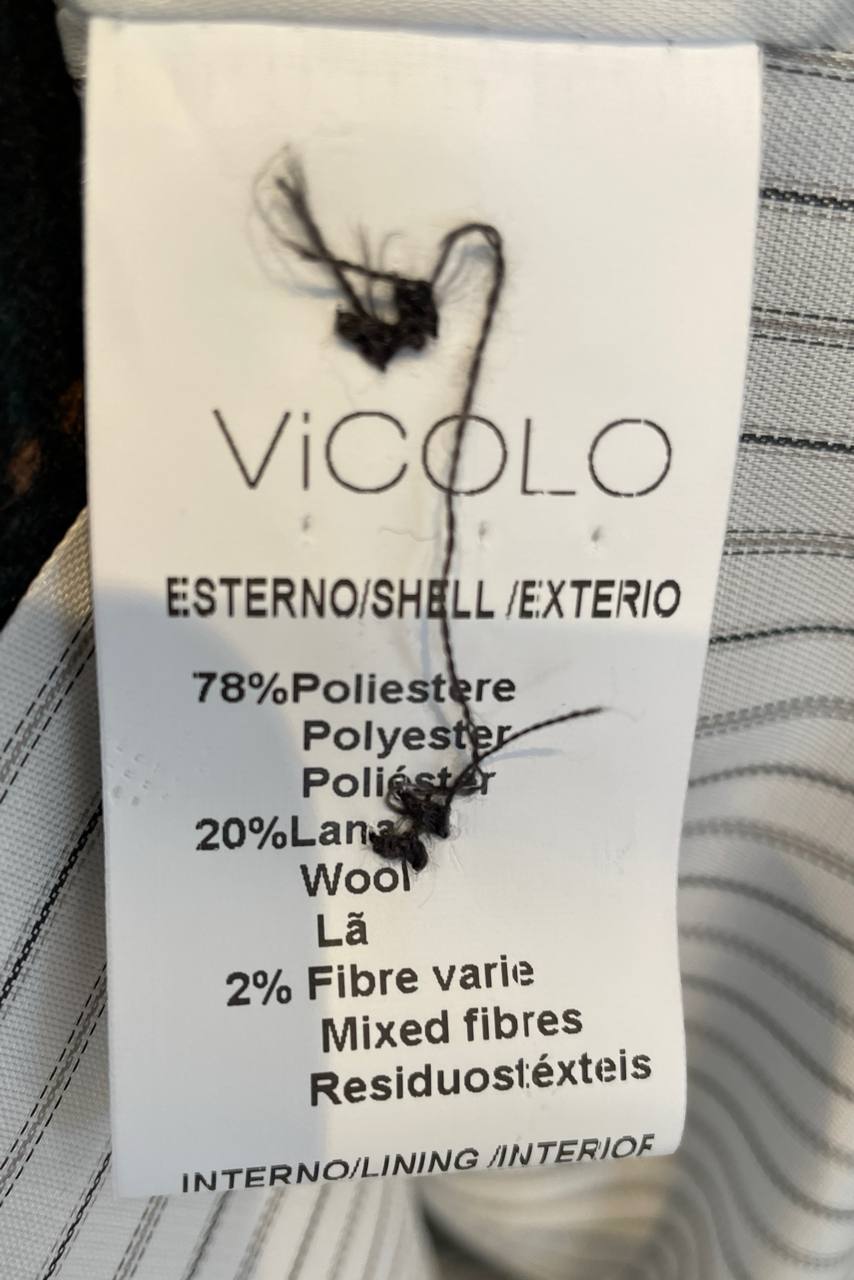 ViCOLO
ESTERNO/SHELL /EXTERIO
78%Poliestere
Polyester
Poliéster
20%Lana
Wool
Lã
2% Fibre varie
Mixed fibres
Residuostéxteis
INTERNO/LINING /INTERIOR